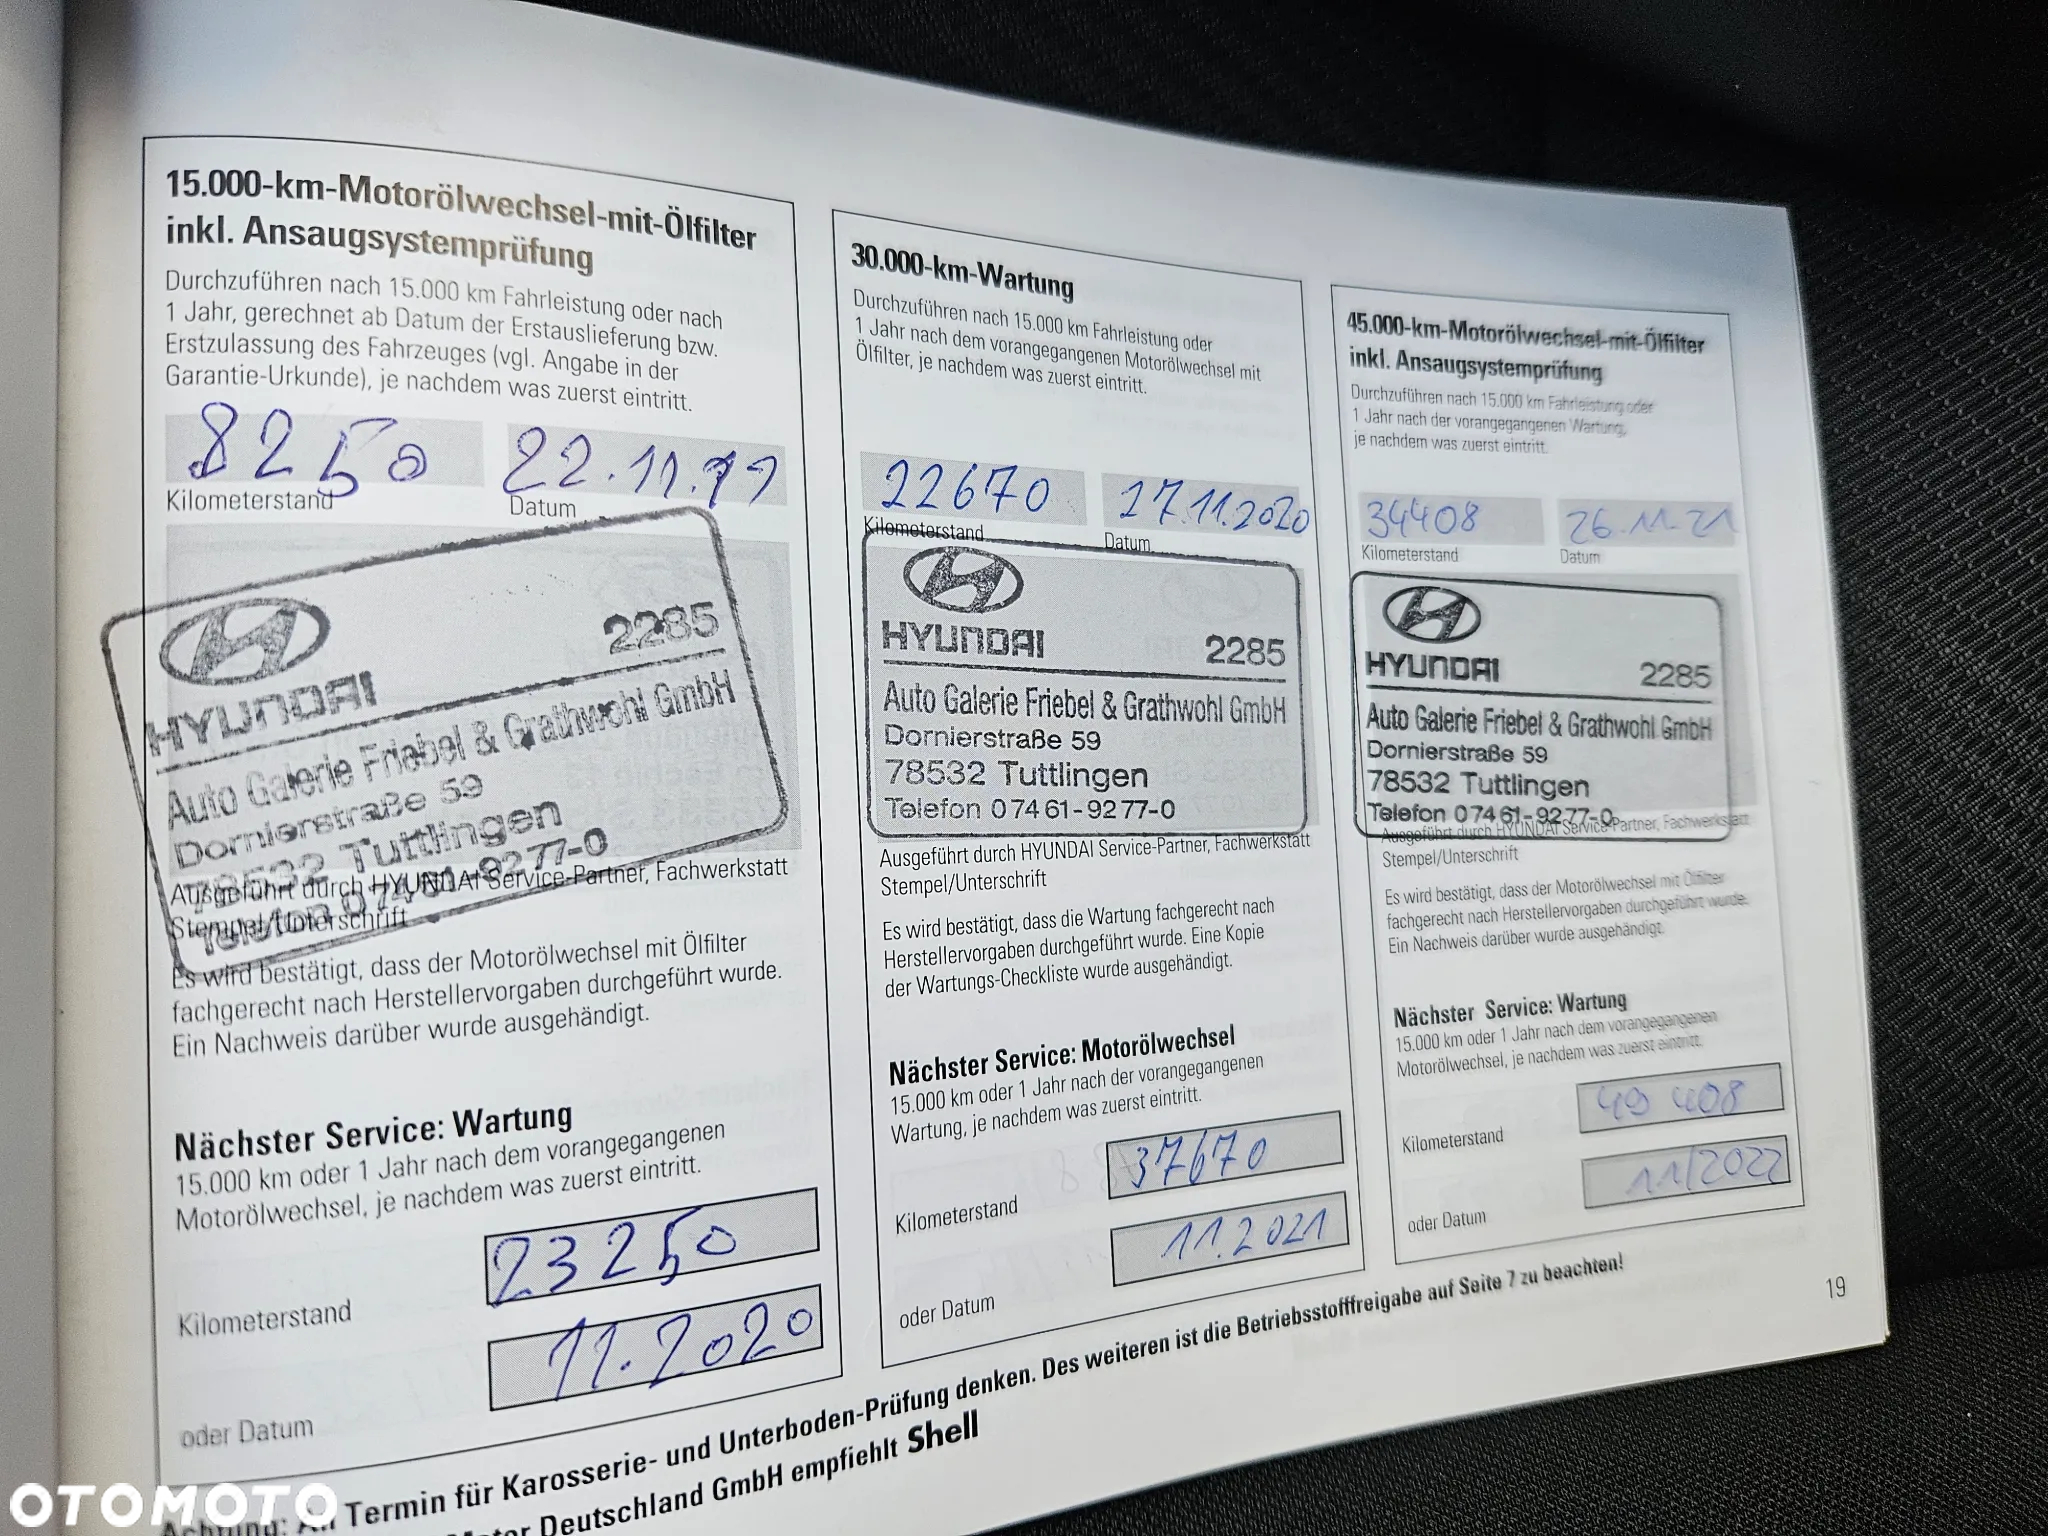 15.000-km-Motorölwechsel-mit-Ölfilter
inkl. Ansaugsystemprüfung
Durchzuführen nach 15.000 km Fahrleistung oder nach
1 Jahr, gerechnet ab Datum der Erstauslieferung bzw.
Erstzulassung des Fahrzeuges (vgl. Angabe in der
Garantie-Urkunde), je nachdem was zuerst eintritt.
8250 22.11.19
Kilometerstand Datum
2285
HYUNDAI
Auto Galerie Friebel & Grathwohl GmbH
Dornierstraße 59
78532 Tuttlingen
Telefon 07461-9277-0
Ausgeführt durch HYUNDAI Service-Partner, Fachwerkstatt
Stempel/Unterschrift
Es wird bestätigt, dass der Motorölwechsel mit Ölfilter
fachgerecht nach Herstellervorgaben durchgeführt wurde.
Ein Nachweis darüber wurde ausgehändigt.
Nächster Service: Wartung
15.000 km oder 1 Jahr nach dem vorangegangenen
Motorölwechsel, je nachdem was zuerst eintritt.
Kilometerstand 23250
oder Datum 11.2020
30.000-km-Wartung
Durchzuführen nach 15.000 km Fahrleistung oder
1 Jahr nach dem vorangegangenen Motorölwechsel mit
Ölfilter, je nachdem was zuerst eintritt.
22670 17.11.2020
Kilometerstand Datum
HYUNDAI 2285
Auto Galerie Friebel & Grathwohl GmbH
Dornierstraße 59
78532 Tuttlingen
Telefon 07461-9277-0
Ausgeführt durch HYUNDAI Service-Partner, Fachwerkstatt
Stempel/Unterschrift
Es wird bestätigt, dass die Wartung fachgerecht nach
Herstellervorgaben durchgeführt wurde. Eine Kopie
der Wartungs-Checkliste wurde ausgehändigt.
Nächster Service: Motorölwechsel
15.000 km oder 1 Jahr nach der vorangegangenen
Wartung, je nachdem was zuerst eintritt.
Kilometerstand 37670
oder Datum 11.2021
45.000-km-Motorölwechsel-mit-Ölfilter
inkl. Ansaugsystemprüfung
Durchzuführen nach 15.000 km Fahrleistung oder
1 Jahr nach der vorangegangenen Wartung,
je nachdem was zuerst eintritt.
34408 26.11.21
Kilometerstand Datum
HYUNDAI 2285
Auto Galerie Friebel & Grathwohl GmbH
Dornierstraße 59
78532 Tuttlingen
Telefon 07461-9277-0
Ausgeführt durch HYUNDAI Service-Partner, Fachwerkstatt
Stempel/Unterschrift
Es wird bestätigt, dass der Motorölwechsel mit Ölfilter
fachgerecht nach Herstellervorgaben durchgeführt wurde.
Ein Nachweis darüber wurde ausgehändigt.
Nächster Service: Wartung
15.000 km oder 1 Jahr nach dem vorangegangenen
Motorölwechsel, je nachdem was zuerst eintritt.
Kilometerstand 49 408
oder Datum 11/2022
Achtung: An Termin für Karosserie- und Unterboden-Prüfung denken. Des weiteren ist die Betriebsstofffreigabe auf Seite 7 zu beachten!
Deutschland GmbH empfiehlt Shell
19
OTOMOTO